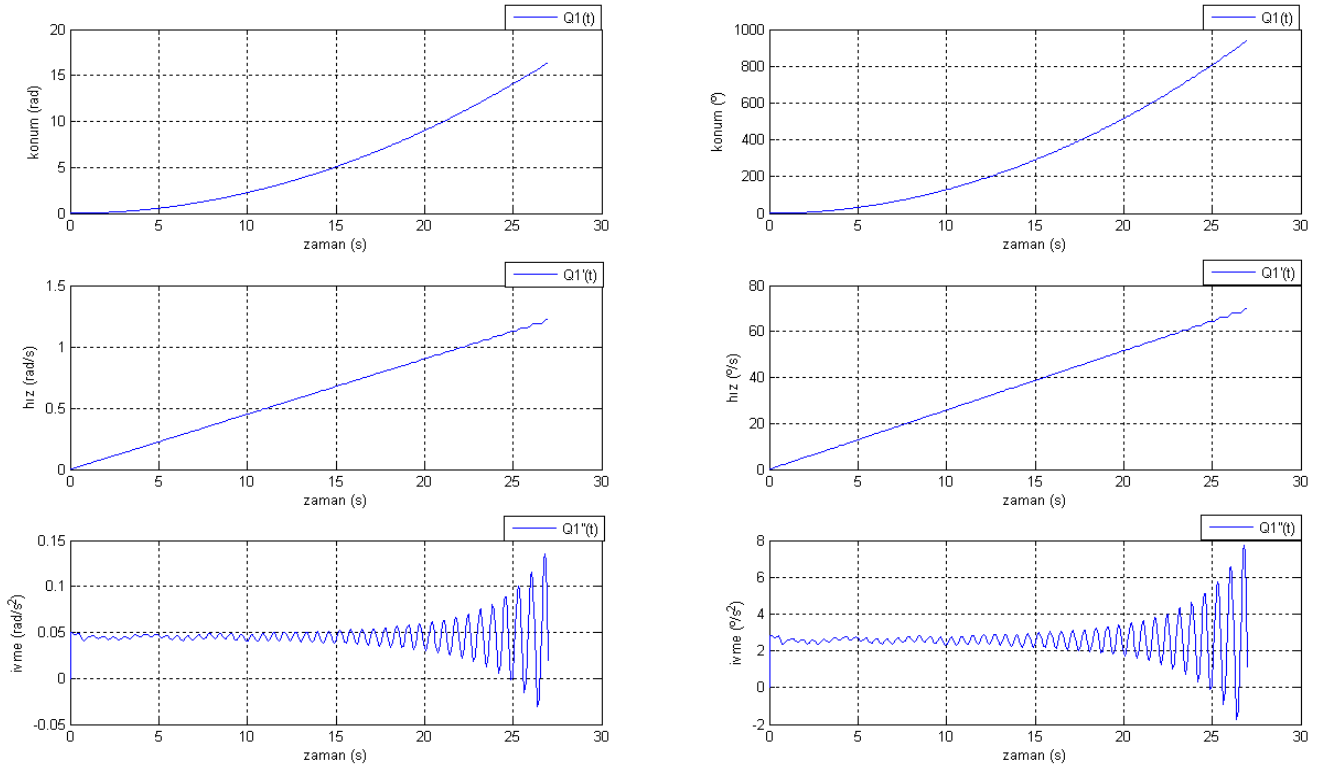 Q1(t)
20
15
10
5
0
konum (rad)
0 5 10 15 20 25 30
zaman (s)
Q1(t)
1000
800
600
400
200
0
konum (º)
0 5 10 15 20 25 30
zaman (s)
Q1'(t)
1.5
1
0.5
0
hız (rad/s)
0 5 10 15 20 25 30
zaman (s)
Q1'(t)
80
60
40
20
0
hız (º/s)
0 5 10 15 20 25 30
zaman (s)
Q1''(t)
0.15
0.1
0.05
0
-0.05
ivme (rad/s²)
0 5 10 15 20 25 30
zaman (s)
Q1''(t)
8
6
4
2
0
-2
ivme (º/s²)
0 5 10 15 20 25 30
zaman (s)